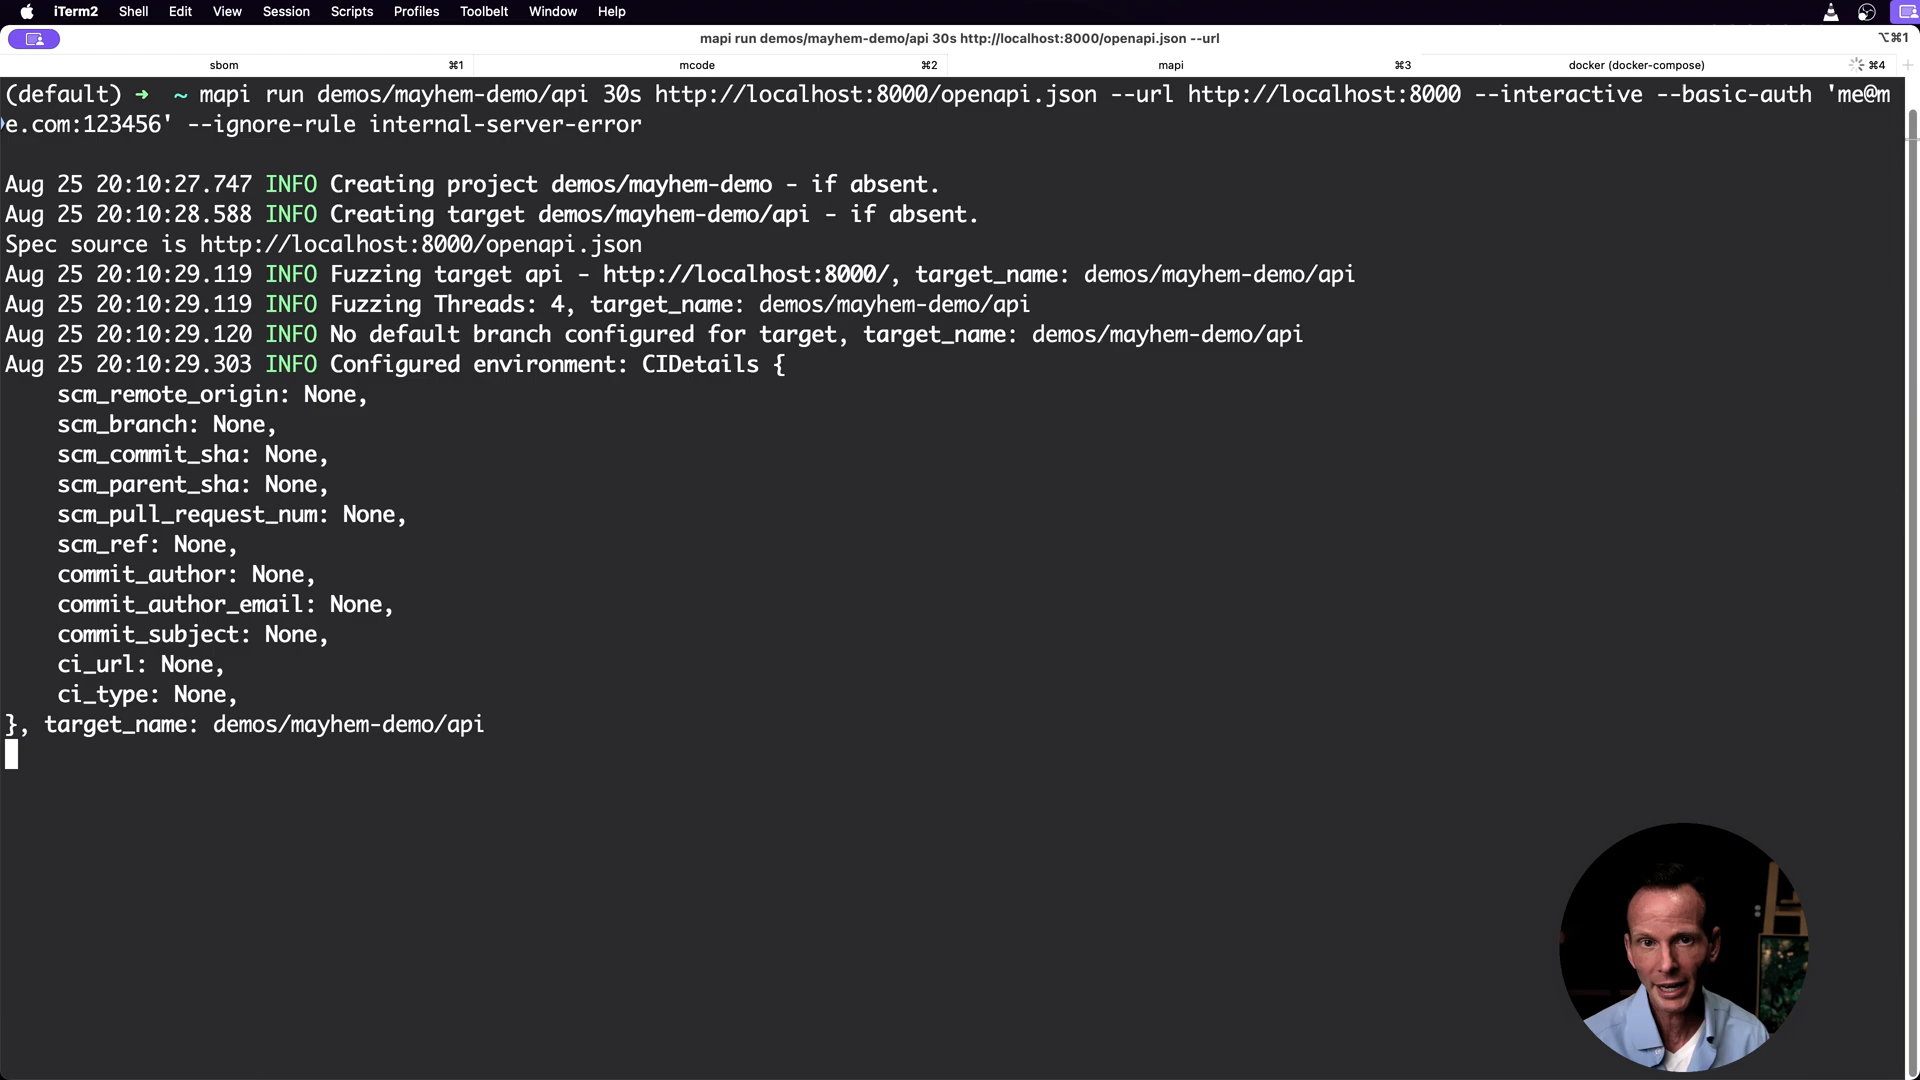 iTerm2 Shell Edit View Session Scripts Profiles Toolbelt Window Help
mapi run demos/mayhem-demo/api 30s http://localhost:8000/openapi.json --url
⌥⌘1
sbom ⌘1 mcode ⌘2 mapi ⌘3 docker (docker-compose) ⌘4
(default) ➜ ~ mapi run demos/mayhem-demo/api 30s http://localhost:8000/openapi.json --url http://localhost:8000 --interactive --basic-auth 'me@m
e.com:123456' --ignore-rule internal-server-error
Aug 25 20:10:27.747 INFO Creating project demos/mayhem-demo - if absent.
Aug 25 20:10:28.588 INFO Creating target demos/mayhem-demo/api - if absent.
Spec source is http://localhost:8000/openapi.json
Aug 25 20:10:29.119 INFO Fuzzing target api - http://localhost:8000/, target_name: demos/mayhem-demo/api
Aug 25 20:10:29.119 INFO Fuzzing Threads: 4, target_name: demos/mayhem-demo/api
Aug 25 20:10:29.120 INFO No default branch configured for target, target_name: demos/mayhem-demo/api
Aug 25 20:10:29.303 INFO Configured environment: CIDetails {
scm_remote_origin: None,
scm_branch: None,
scm_commit_sha: None,
scm_parent_sha: None,
scm_pull_request_num: None,
scm_ref: None,
commit_author: None,
commit_author_email: None,
commit_subject: None,
ci_url: None,
ci_type: None,
}, target_name: demos/mayhem-demo/api